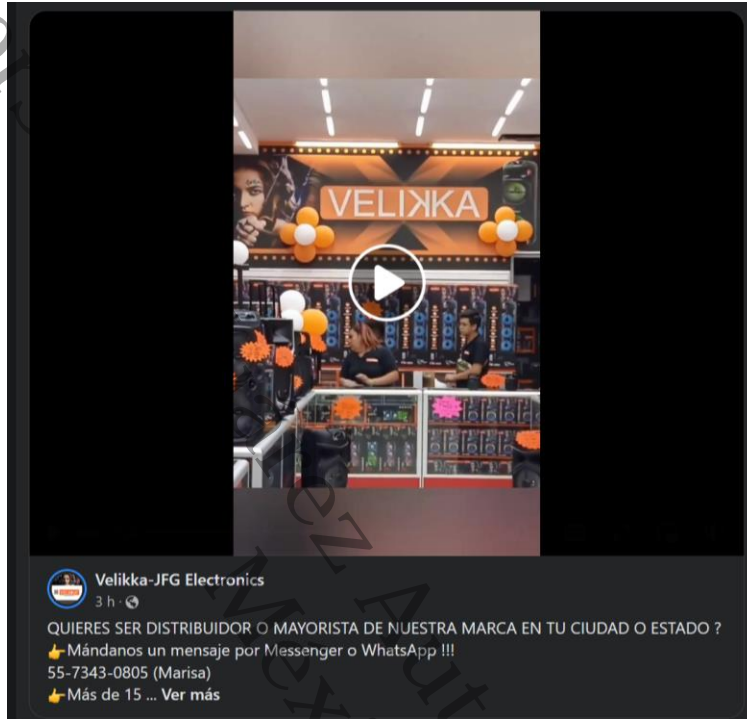 VELIKKA
Velikka-JFG Electronics
3 h ·
QUIERES SER DISTRIBUIDOR O MAYORISTA DE NUESTRA MARCA EN TU CIUDAD O ESTADO ?
👉Mándanos un mensaje por Messenger o WhatsApp !!!
55-7343-0805 (Marisa)
👉Más de 15 ... Ver más